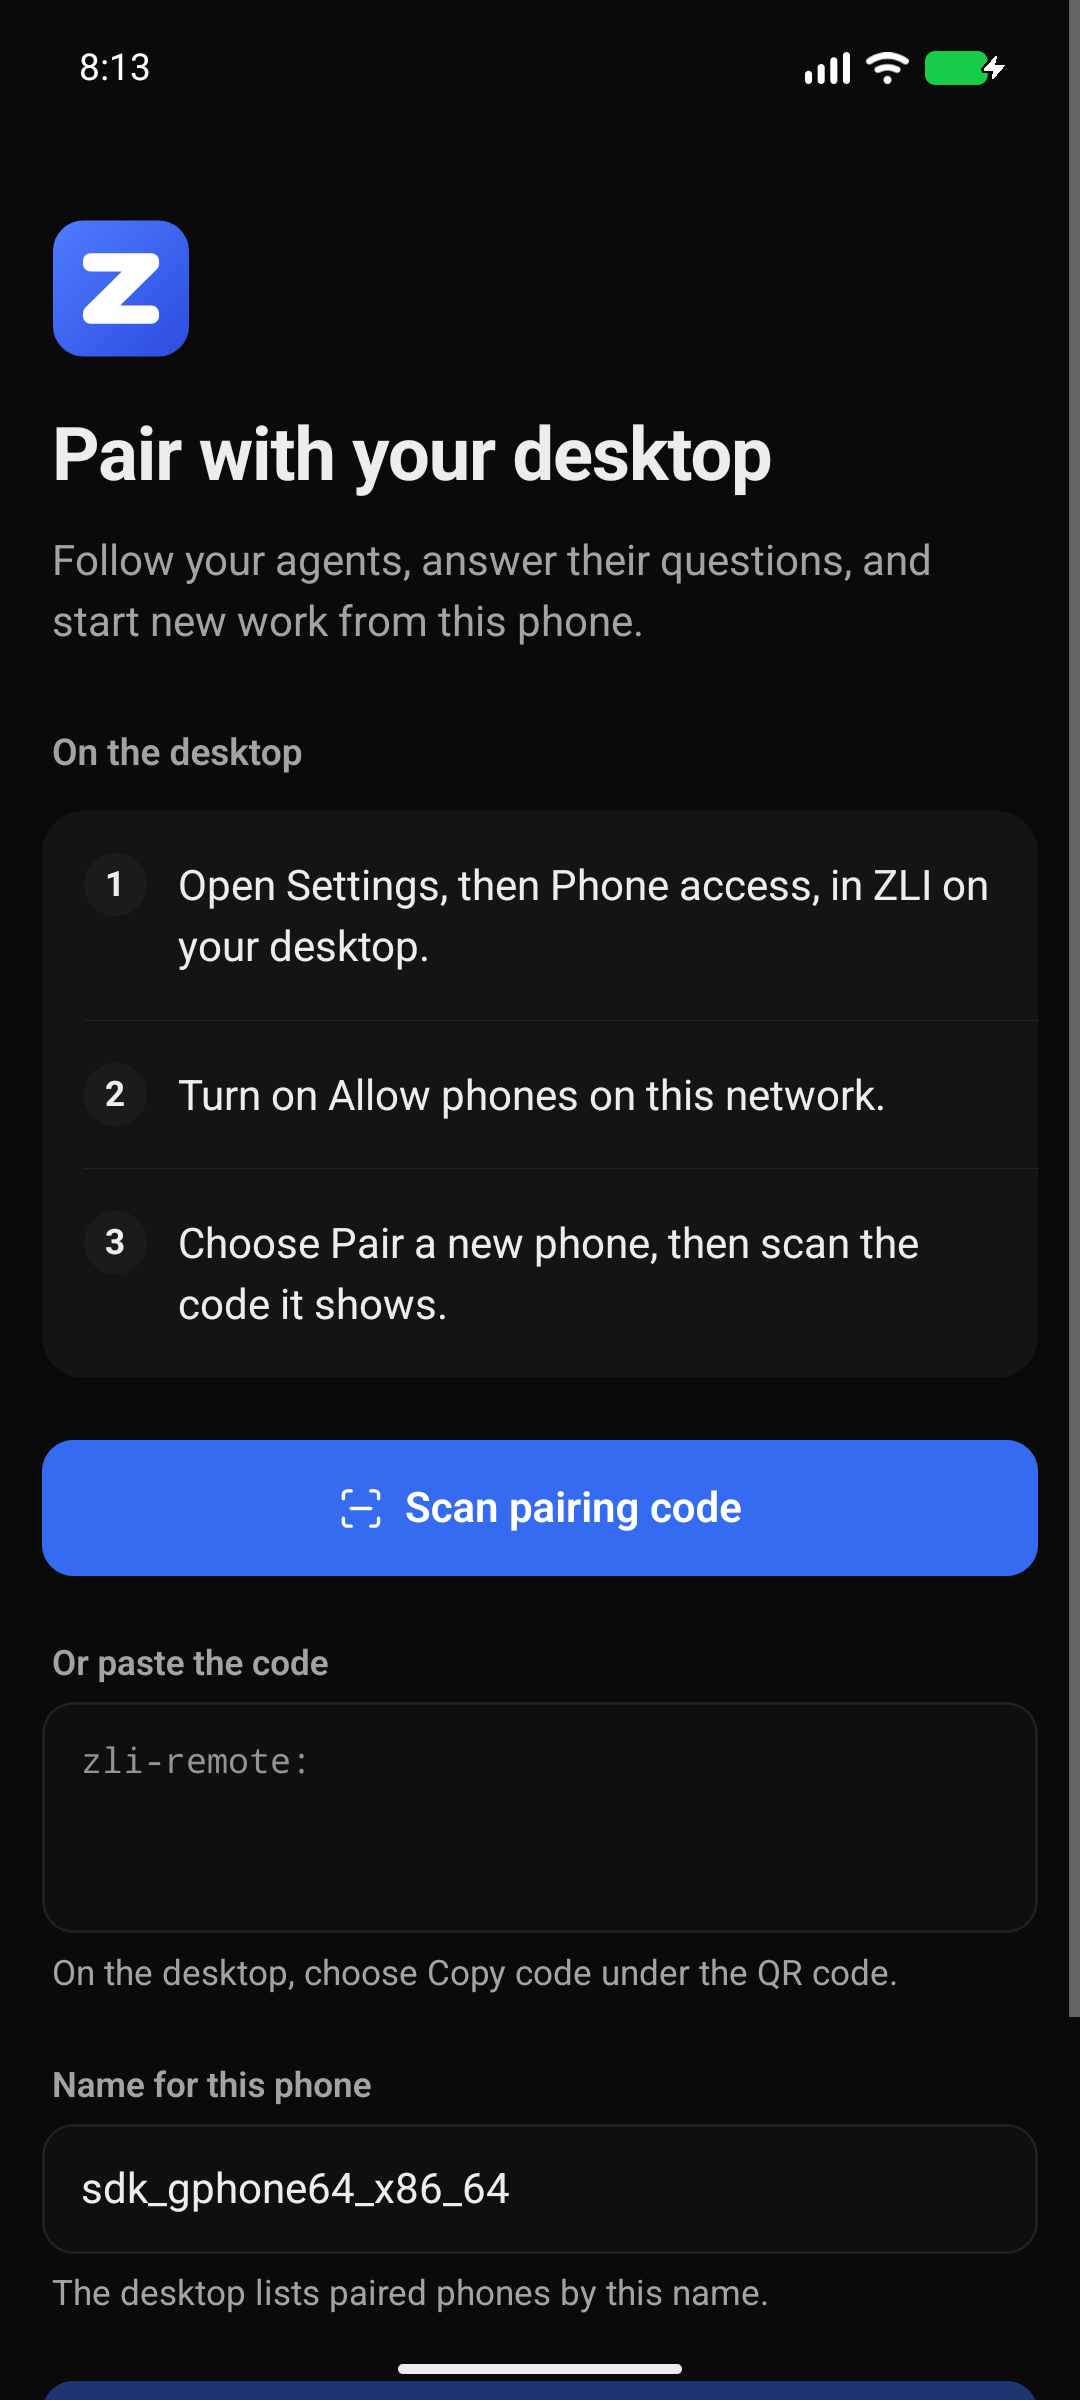 8:13
Z
Pair with your desktop
Follow your agents, answer their questions, and
start new work from this phone.
On the desktop
1 Open Settings, then Phone access, in ZLI on
your desktop.
2 Turn on Allow phones on this network.
3 Choose Pair a new phone, then scan the
code it shows.
Scan pairing code
Or paste the code
zli-remote:
On the desktop, choose Copy code under the QR code.
Name for this phone
sdk_gphone64_x86_64
The desktop lists paired phones by this name.